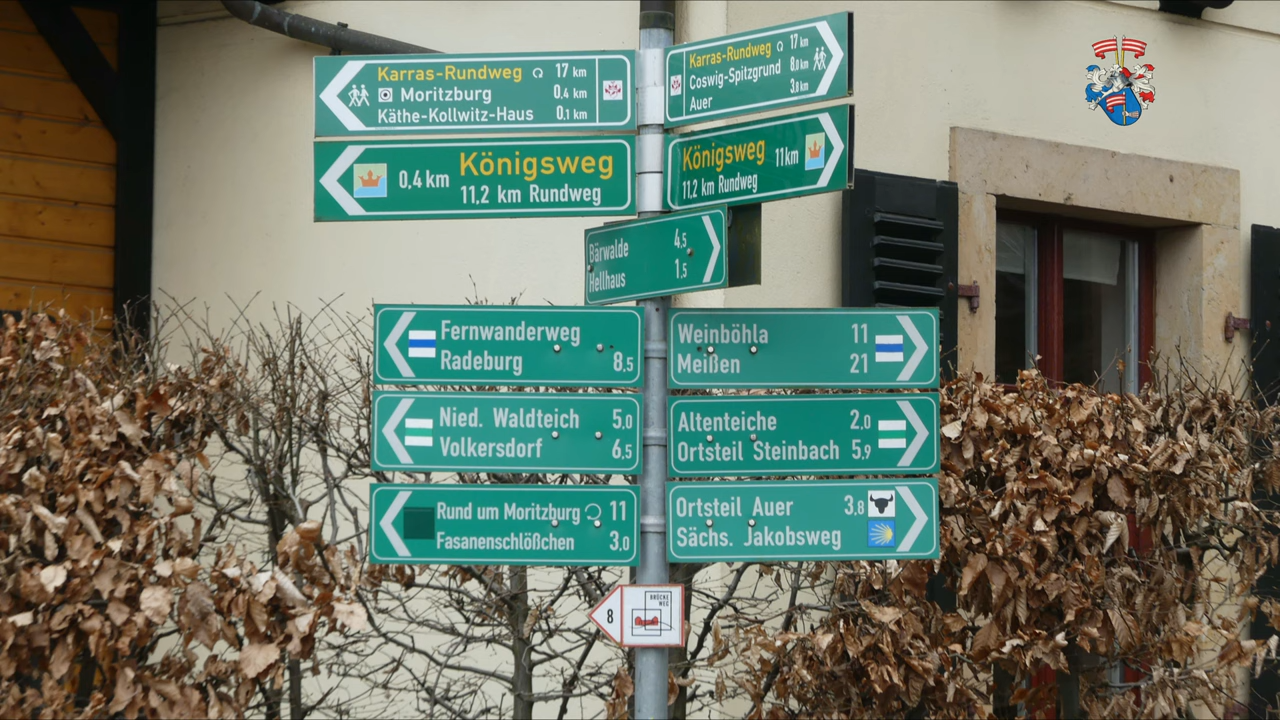 Karras-Rundweg 17 km
Moritzburg 0.4 km
Käthe-Kollwitz-Haus 0.1 km
Karras-Rundweg 17 km
Coswig-Spitzgrund 8.0 km
Auer 3.8 km
Königsweg
0,4 km 11,2 km Rundweg
Königsweg 11km
11,2 km Rundweg
Bärwalde 4,5
Hellhaus 1,5
Fernwanderweg
Radeburg 8,5
Weinböhla 11
Meißen 21
Nied. Waldteich 5,0
Volkersdorf 6,5
Altenteiche 2,0
Ortsteil Steinbach 5,9
Rund um Moritzburg 11
Fasanenschlößchen 3,0
Ortsteil Auer 3,8
Sächs. Jakobsweg
8
BRÜCKE
WEG